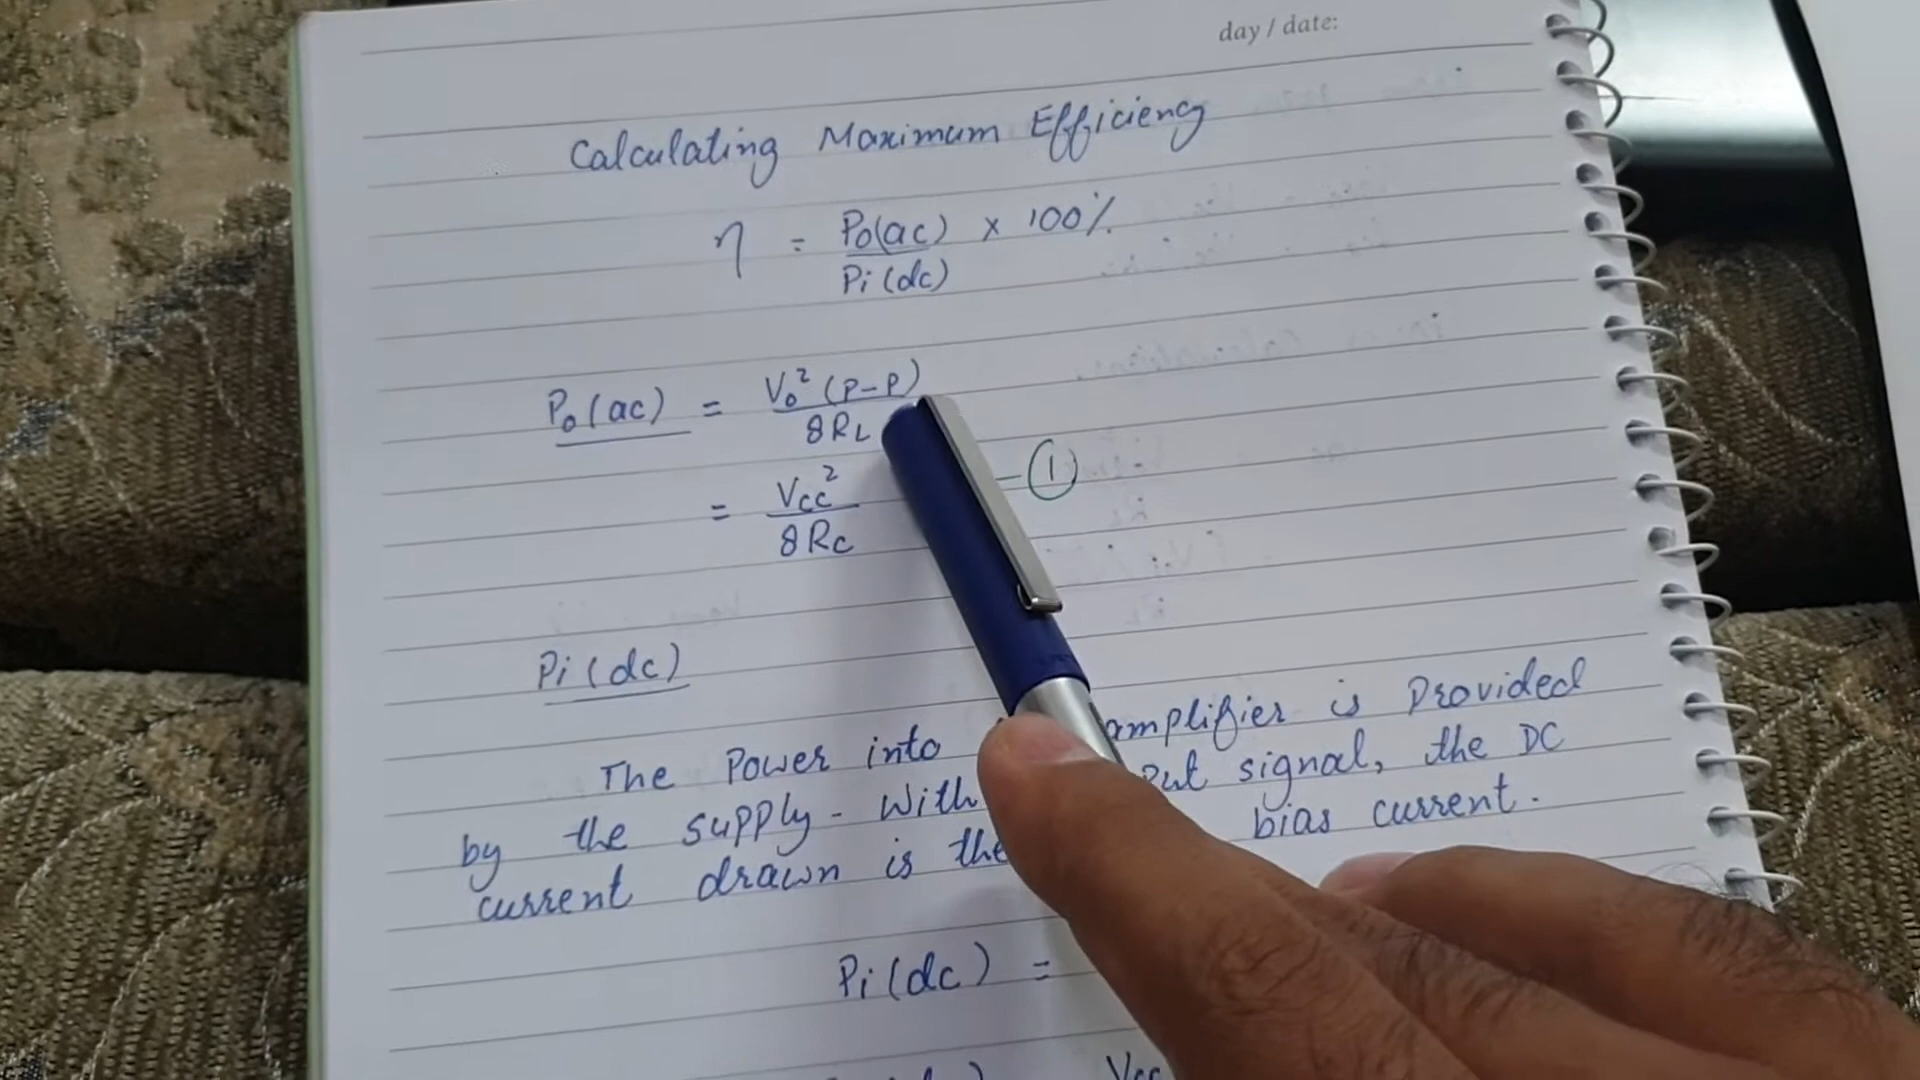 day / date:
Calculating Maximum Efficiency
η = Po(ac) / Pi(dc) × 100%
Po(ac) = Vo²(P-P) / 8RL
= Vcc² / 8Rc — ①
Pi(dc)
The Power into amplifier is Provided
by the supply. With put signal, the DC
current drawn is the bias current.
Pi(dc) =
Vcc